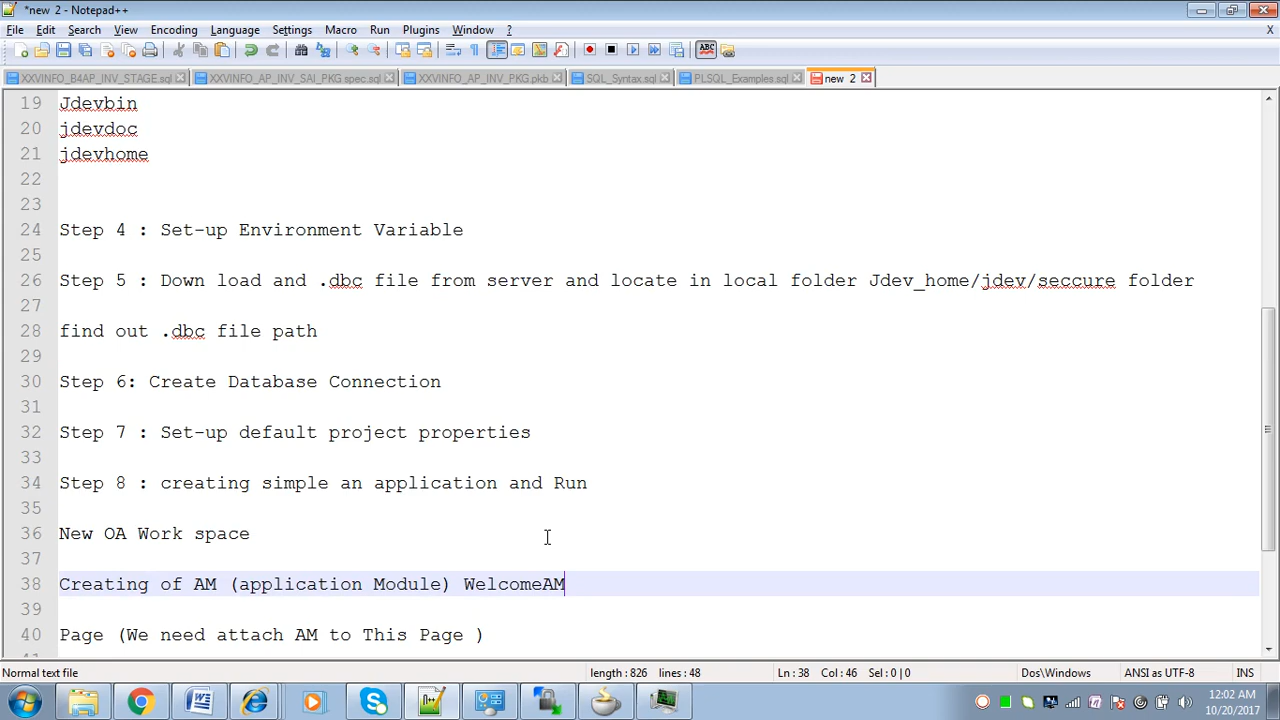 *new 2 - Notepad++
File Edit Search View Encoding Language Settings Macro Run Plugins Window ? X
XXVINFO_B4AP_INV_STAGE.sql XXVINFO_AP_INV_SAI_PKG spec.sql XXVINFO_AP_INV_PKG.pkb SQL_Syntax.sql PLSQL_Examples.sql new 2
19 Jdevbin
20 jdevdoc
21 jdevhome
22
23
24 Step 4 : Set-up Environment Variable
25
26 Step 5 : Down load and .dbc file from server and locate in local folder Jdev_home/jdev/seccure folder
27
28 find out .dbc file path
29
30 Step 6: Create Database Connection
31
32 Step 7 : Set-up default project properties
33
34 Step 8 : creating simple an application and Run
35
36 New OA Work space
37
38 Creating of AM (application Module) WelcomeAM
39
40 Page (We need attach AM to This Page )
Normal text file length : 826 lines : 48 Ln : 38 Col : 46 Sel : 0 | 0 Dos\Windows ANSI as UTF-8 INS
12:02 AM
10/20/2017